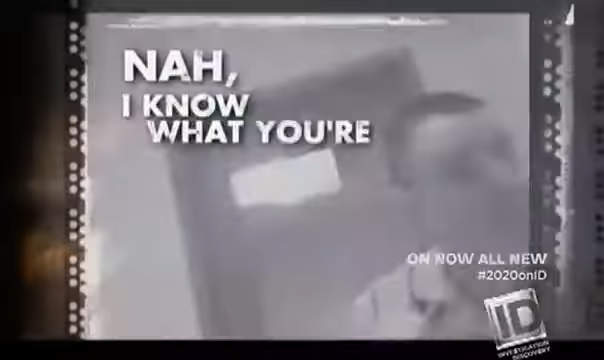 NAH,
I KNOW
WHAT YOU'RE
ON NOW ALL NEW
#2020onID
ID
INVESTIGATION
DISCOVERY